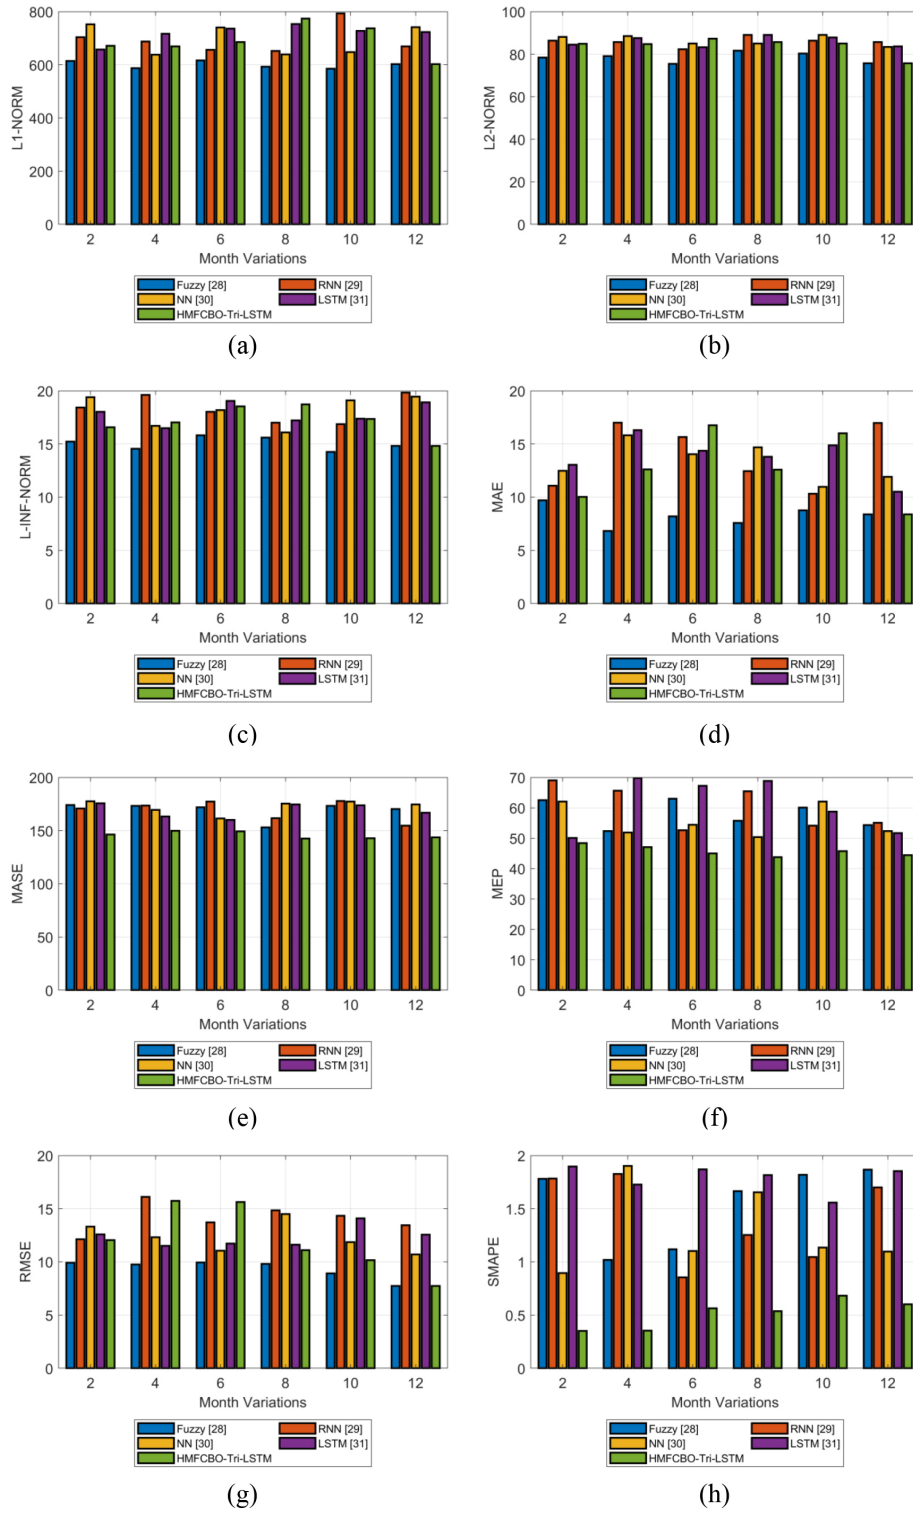 800
600
400
200
0
L1-NORM
2 4 6 8 10 12
Month Variations
Fuzzy [28] RNN [29]
NN [30] LSTM [31]
HMFCBO-Tri-LSTM
(a)
100
80
60
40
20
0
L2-NORM
2 4 6 8 10 12
Month Variations
Fuzzy [28] RNN [29]
NN [30] LSTM [31]
HMFCBO-Tri-LSTM
(b)
20
15
10
5
0
L-INF-NORM
2 4 6 8 10 12
Month Variations
Fuzzy [28] RNN [29]
NN [30] LSTM [31]
HMFCBO-Tri-LSTM
(c)
20
15
10
5
0
MAE
2 4 6 8 10 12
Month Variations
Fuzzy [28] RNN [29]
NN [30] LSTM [31]
HMFCBO-Tri-LSTM
(d)
200
150
100
50
0
MASE
2 4 6 8 10 12
Month Variations
Fuzzy [28] RNN [29]
NN [30] LSTM [31]
HMFCBO-Tri-LSTM
(e)
70
60
50
40
30
20
10
0
MEP
2 4 6 8 10 12
Month Variations
Fuzzy [28] RNN [29]
NN [30] LSTM [31]
HMFCBO-Tri-LSTM
(f)
20
15
10
5
0
RMSE
2 4 6 8 10 12
Month Variations
Fuzzy [28] RNN [29]
NN [30] LSTM [31]
HMFCBO-Tri-LSTM
(g)
2
1.5
1
0.5
0
SMAPE
2 4 6 8 10 12
Month Variations
Fuzzy [28] RNN [29]
NN [30] LSTM [31]
HMFCBO-Tri-LSTM
(h)